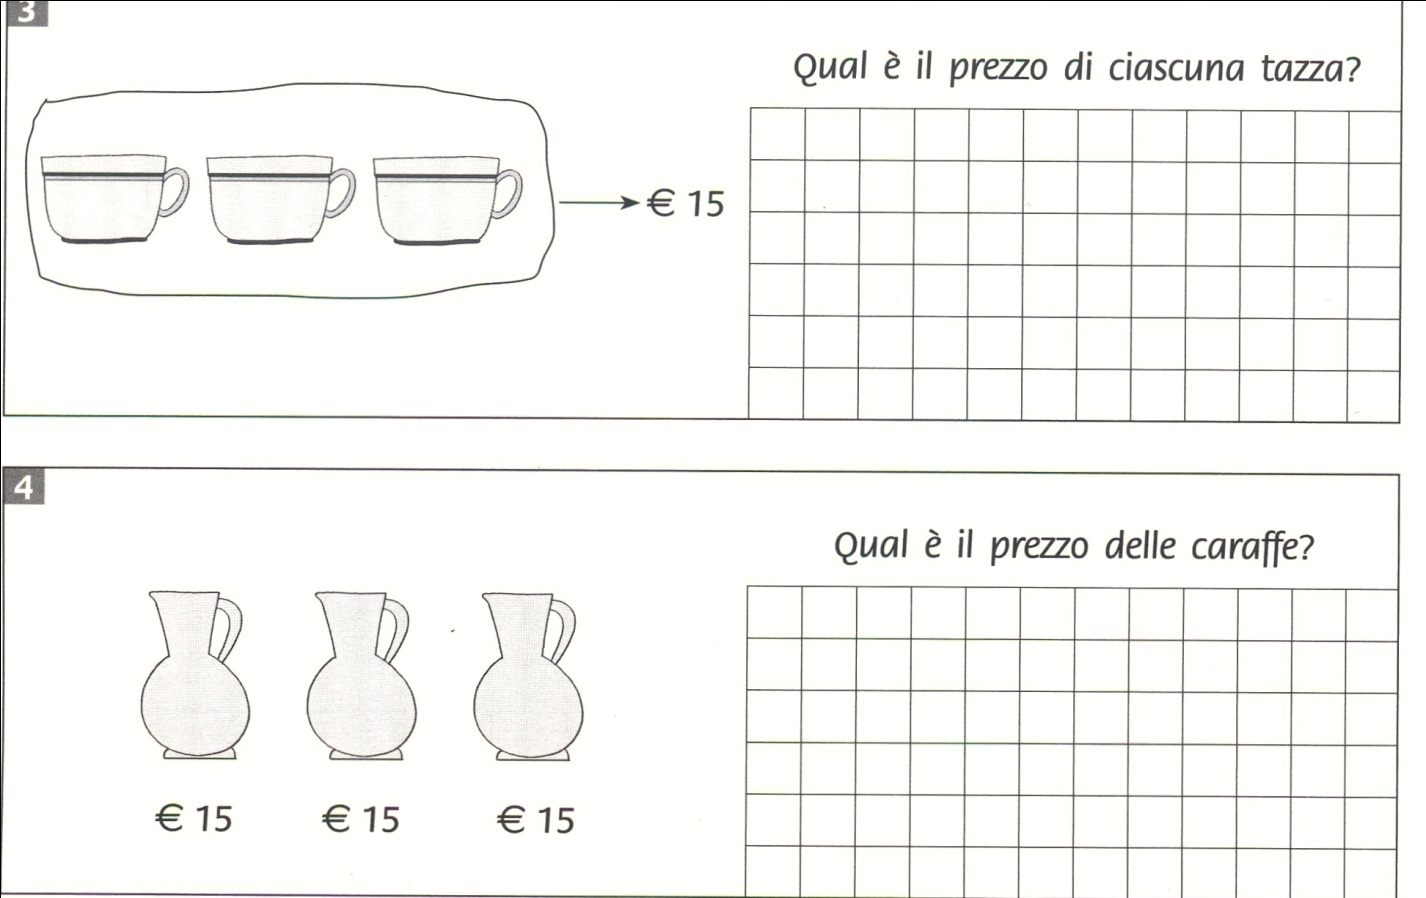 3
Qual è il prezzo di ciascuna tazza?
€ 15
4
Qual è il prezzo delle caraffe?
€ 15 € 15 € 15